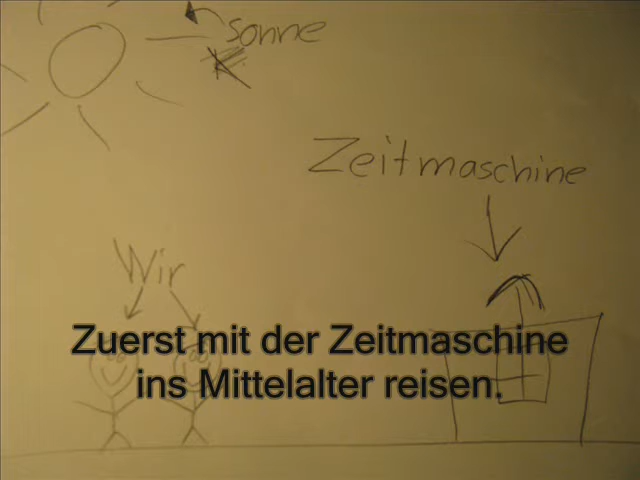 Sonne
Zeitmaschine
Wir
Zuerst mit der Zeitmaschine
ins Mittelalter reisen.